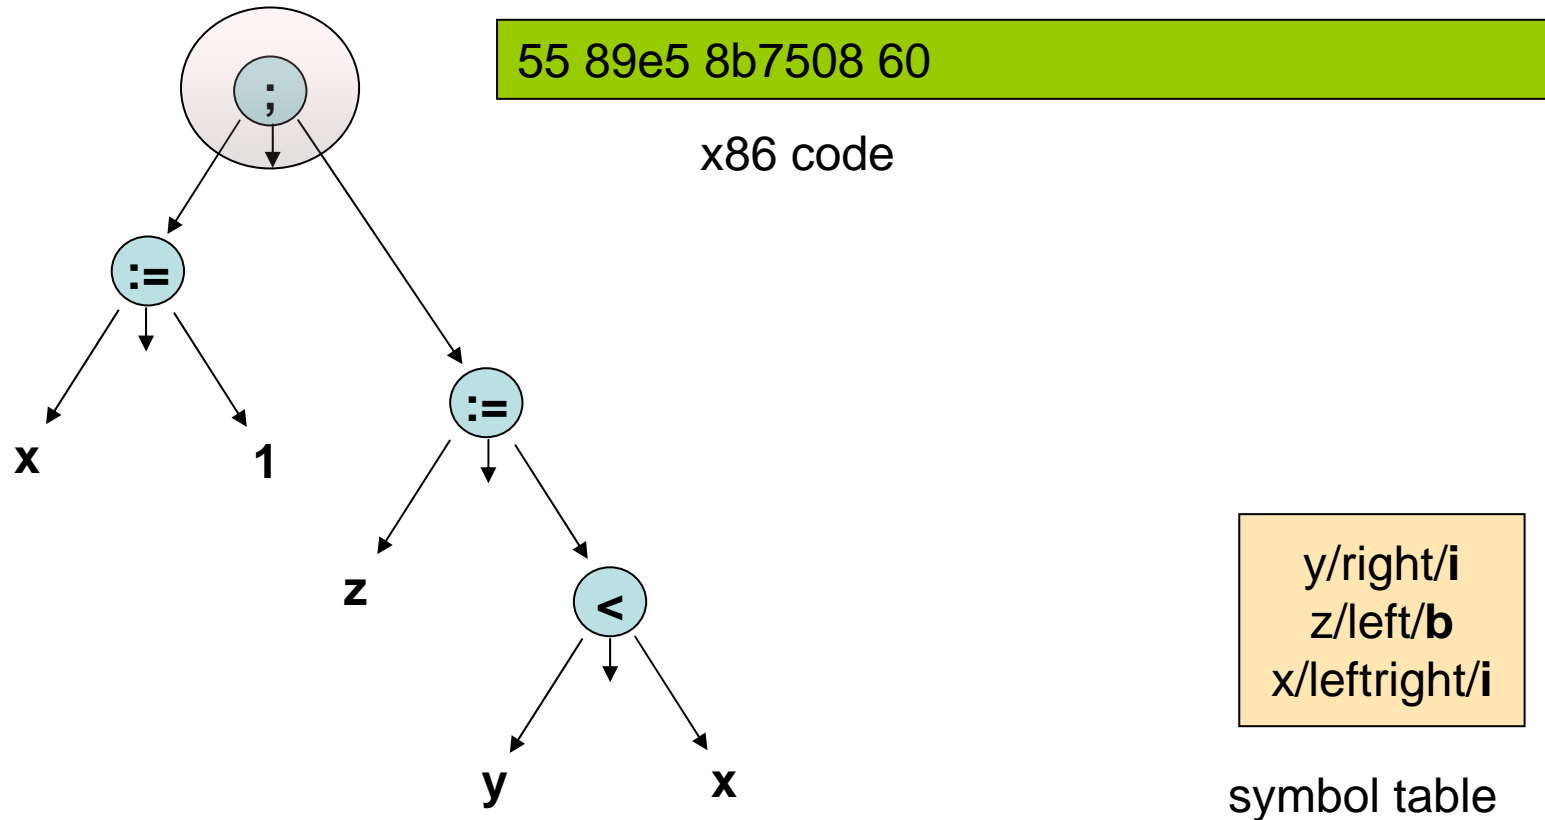 55 89e5 8b7508 60
;
x86 code
:=
:=
x
1
z
<
y/right/i
z/left/b
x/leftright/i
y
x
symbol table